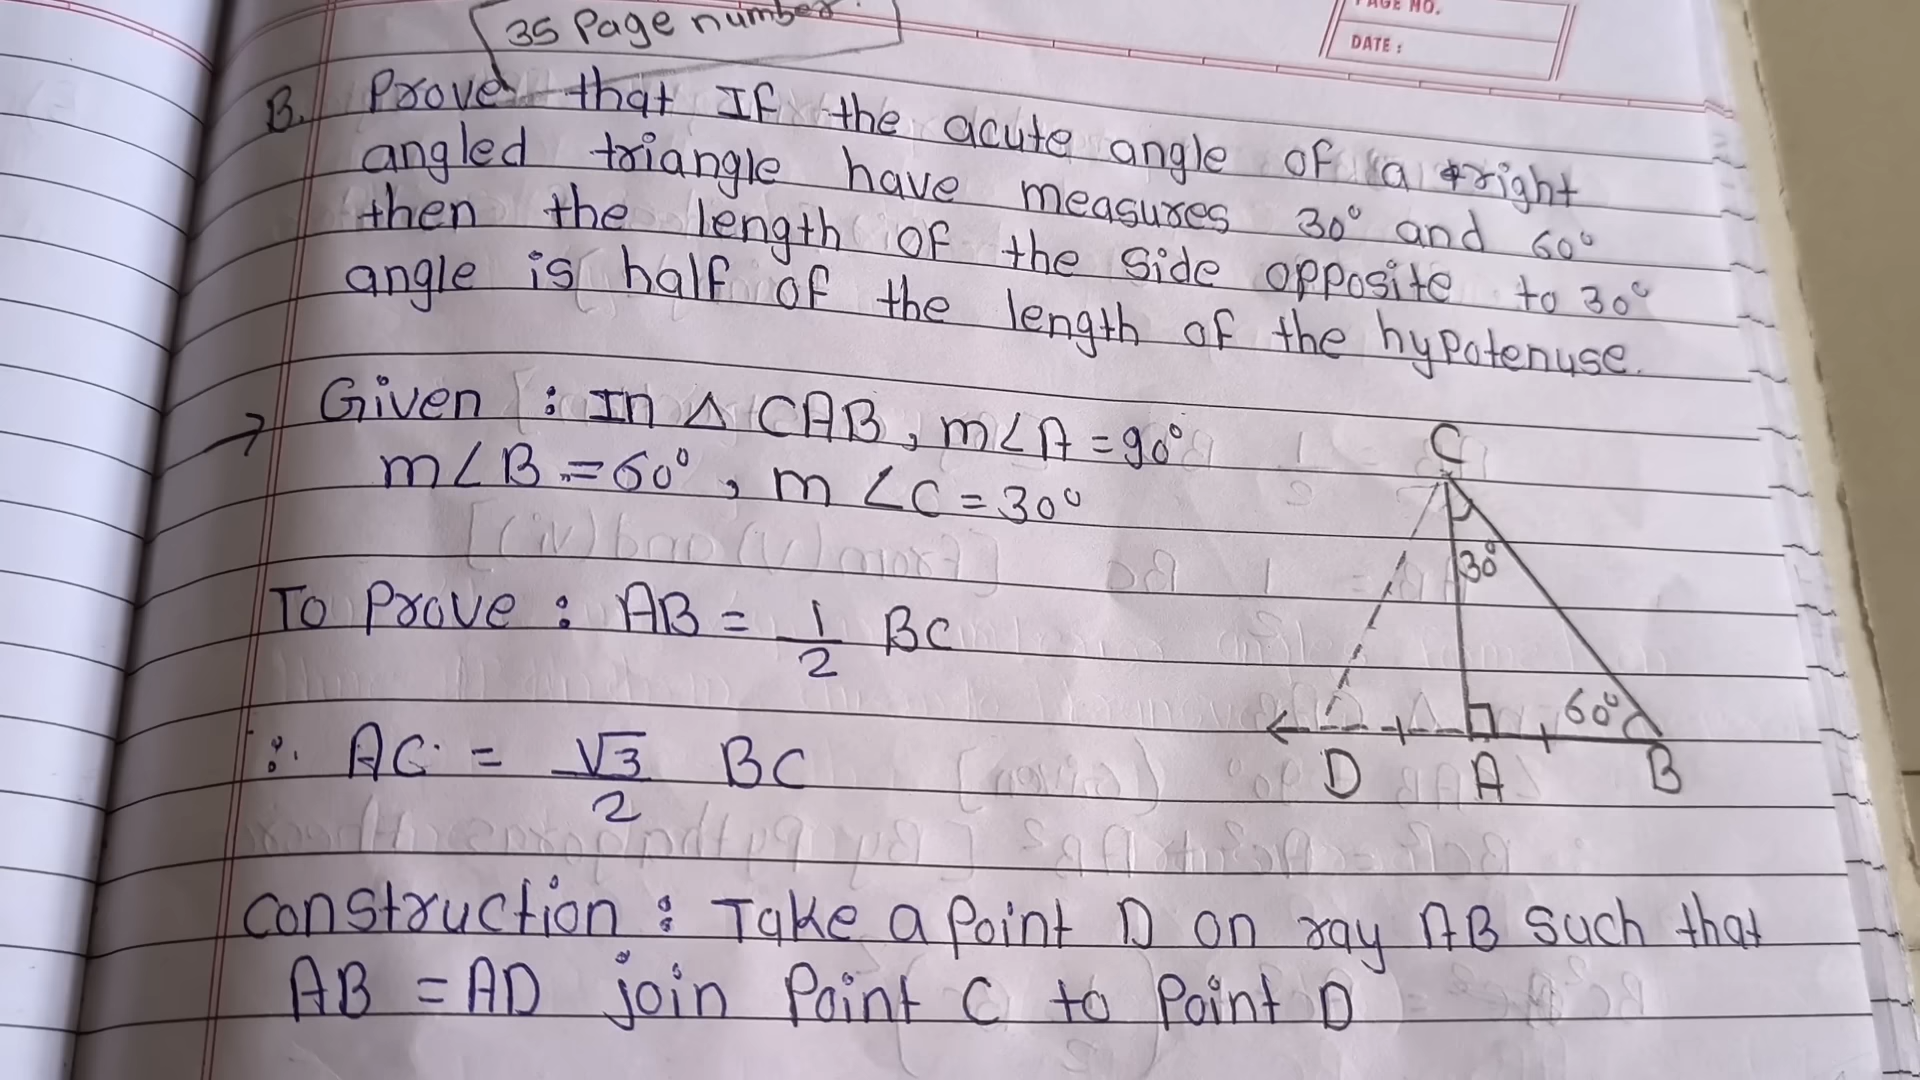 35 Page number.
PAGE NO.
DATE :
B. Prove that If the acute angle of a right
angled triangle have measures 30° and 60°
then the length of the side opposite to 30°
angle is half of the length of the hypotenuse.
→ Given : In △ CAB, m∠A = 90°
m∠B = 60°, m∠C = 30°
To Prove : AB = 1/2 BC
∴ AC = √3/2 BC
C
30°
60°
D A B
construction : Take a point D on ray AB such that
AB = AD join Point C to Point D